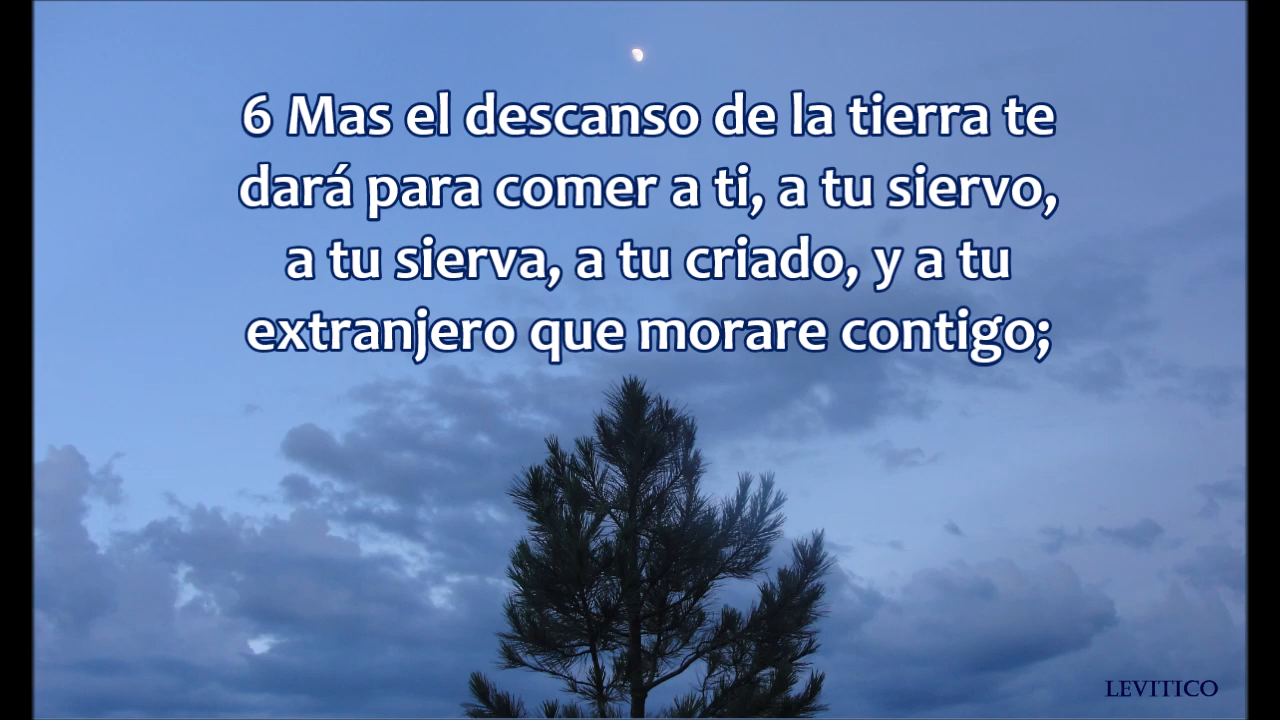 6 Mas el descanso de la tierra te
dará para comer a ti, a tu siervo,
a tu sierva, a tu criado, y a tu
extranjero que morare contigo;
LEVITICO